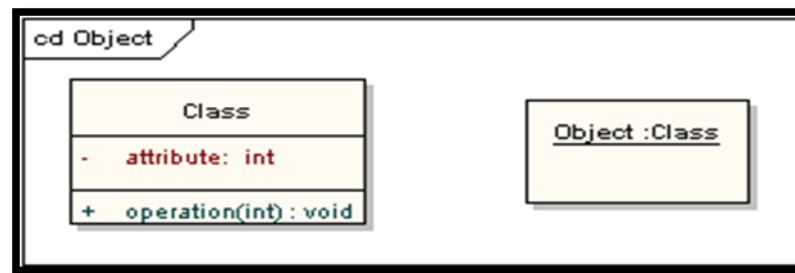 cd Object
Class
- attribute: int
+ operation(int) : void
Object :Class